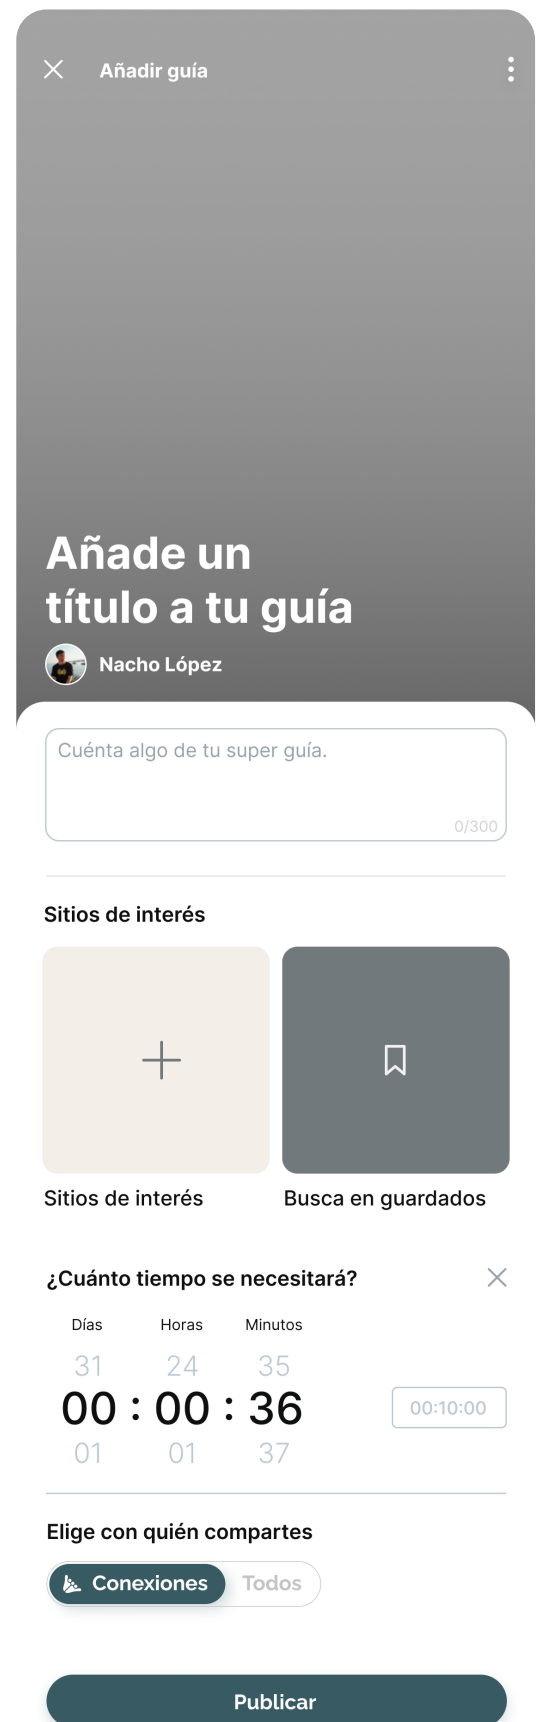 Añadir guía
Añade un
título a tu guía
Nacho López
Cuénta algo de tu super guía.
0/300
Sitios de interés
Sitios de interés
Busca en guardados
¿Cuánto tiempo se necesitará?
Días Horas Minutos
31 24 35
00 : 00 : 36
00:10:00
01 01 37
Elige con quién compartes
Conexiones Todos
Publicar